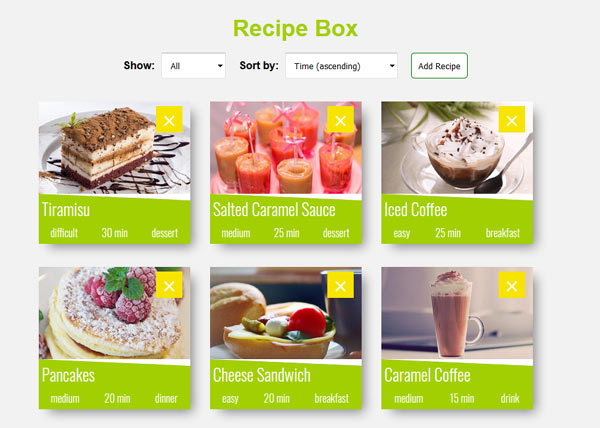 Recipe Box
Show: All Sort by: Time (ascending) Add Recipe
Tiramisu
difficult 30 min dessert
Salted Caramel Sauce
medium 25 min dessert
Iced Coffee
easy 25 min breakfast
Pancakes
medium 20 min dinner
Cheese Sandwich
easy 20 min breakfast
Caramel Coffee
medium 15 min drink